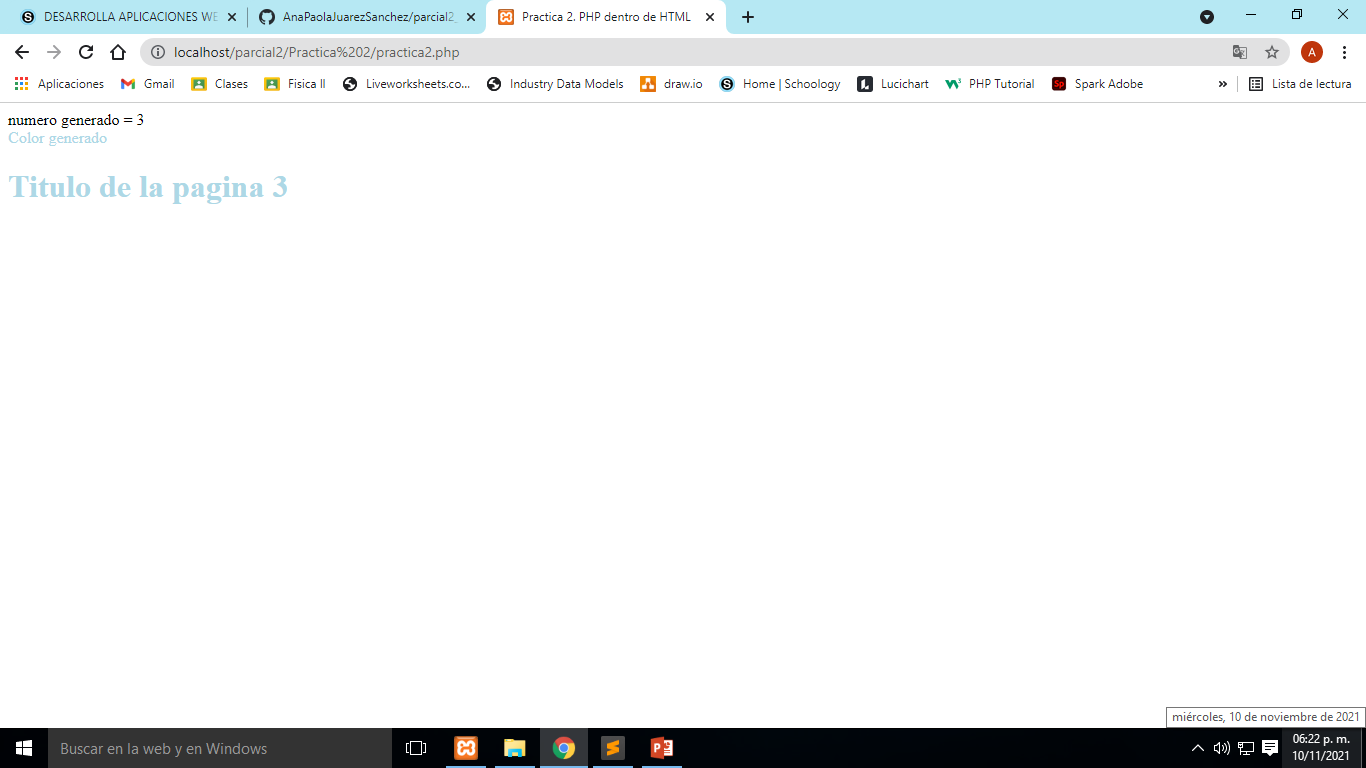 DESARROLLA APLICACIONES WE
AnaPaolaJuarezSanchez/parcial2_
Practica 2. PHP dentro de HTML
localhost/parcial2/Practica%202/practica2.php
A
Aplicaciones
Gmail
Clases
Fisica II
Liveworksheets.co...
Industry Data Models
draw.io
Home | Schoology
Lucichart
PHP Tutorial
Spark Adobe
»
Lista de lectura
numero generado = 3
Color generado
Titulo de la pagina 3
miércoles, 10 de noviembre de 2021
Buscar en la web y en Windows
06:22 p. m.
10/11/2021